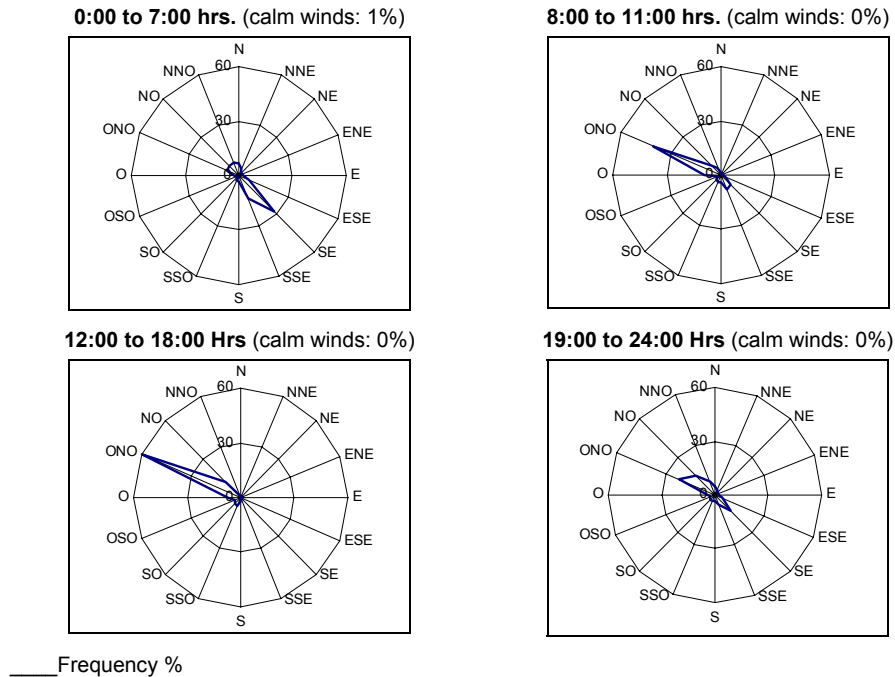 0:00 to 7:00 hrs. (calm winds: 1%)
N
NNE
NE
ENE
E
ESE
SE
SSE
S
SSO
SO
OSO
O
ONO
NO
NNO
60
30
0
8:00 to 11:00 hrs. (calm winds: 0%)
N
NNE
NE
ENE
E
ESE
SE
SSE
S
SSO
SO
OSO
O
ONO
NO
NNO
60
30
0
12:00 to 18:00 Hrs (calm winds: 0%)
N
NNE
NE
ENE
E
ESE
SE
SSE
S
SSO
SO
OSO
O
ONO
NO
NNO
60
30
0
19:00 to 24:00 Hrs (calm winds: 0%)
N
NNE
NE
ENE
E
ESE
SE
SSE
S
SSO
SO
OSO
O
ONO
NO
NNO
60
30
0
____Frequency %